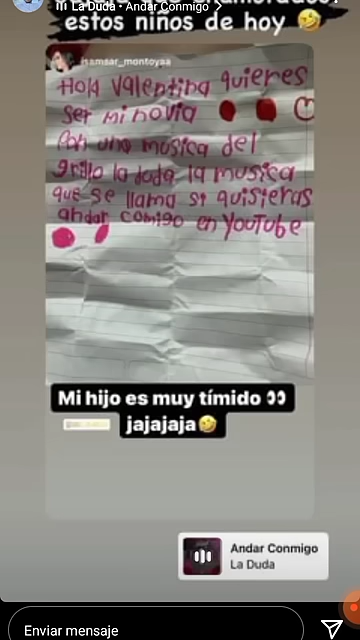 La Duda · Andar Conmigo >
estos niños de hoy 🤣
isamsar_montoyaa
Hola Valentina quieres
ser mi novia
con una musica del
grillo la duda la musica
que se llama si quisieras
andar comigo en YouTube
Mi hijo es muy tímido 👀
jajajaja🤣
Andar Conmigo
La Duda
Enviar mensaje